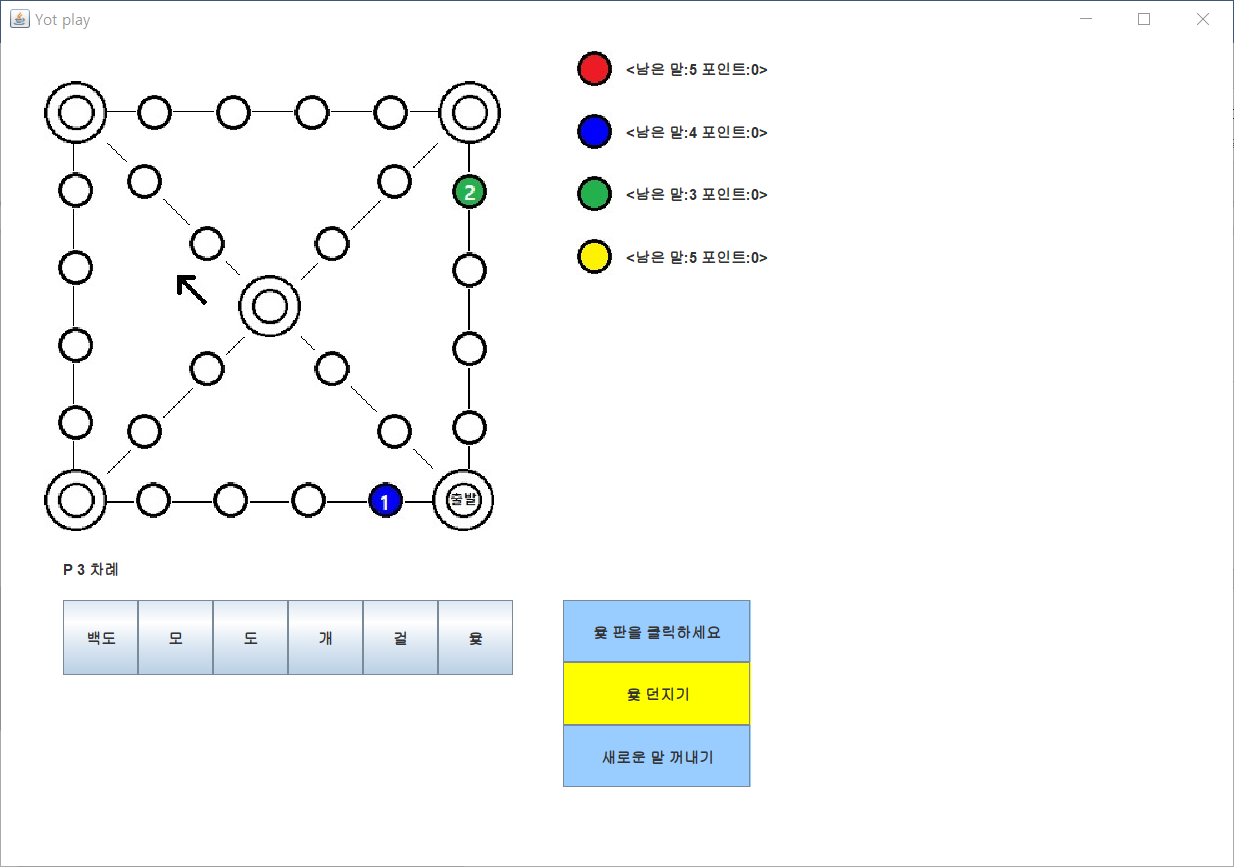 Yot play
<남은 말:5 포인트:0>
<남은 말:4 포인트:0>
<남은 말:3 포인트:0>
<남은 말:5 포인트:0>
2
1
출발
P 3 차례
백도 모 도 개 걸 윷
윷 판을 클릭하세요
윷 던지기
새로운 말 꺼내기